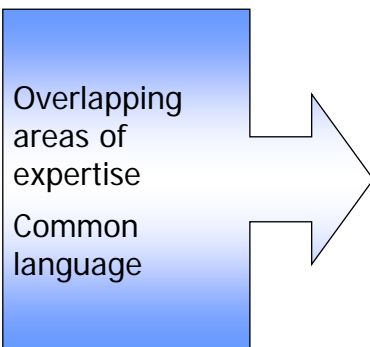 Overlapping
areas of
expertise
Common
language